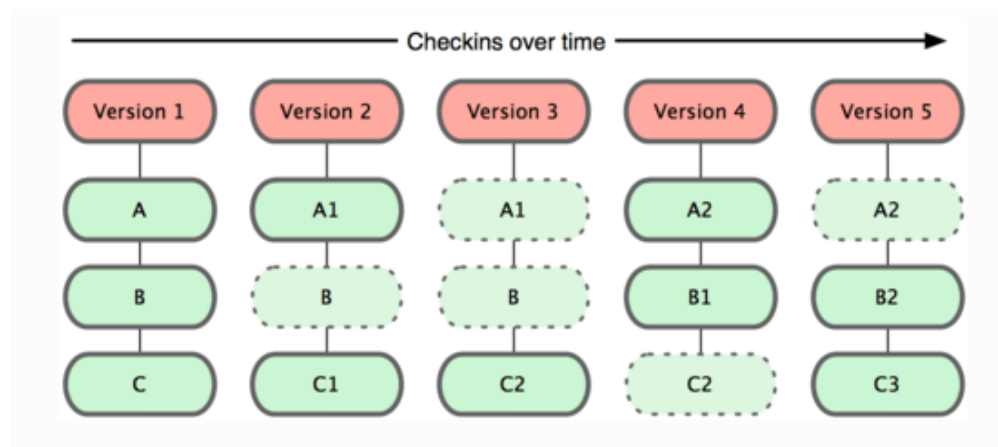 Checkins over time
Version 1 Version 2 Version 3 Version 4 Version 5
A A1 A1 A2 A2
B B B B1 B2
C C1 C2 C2 C3